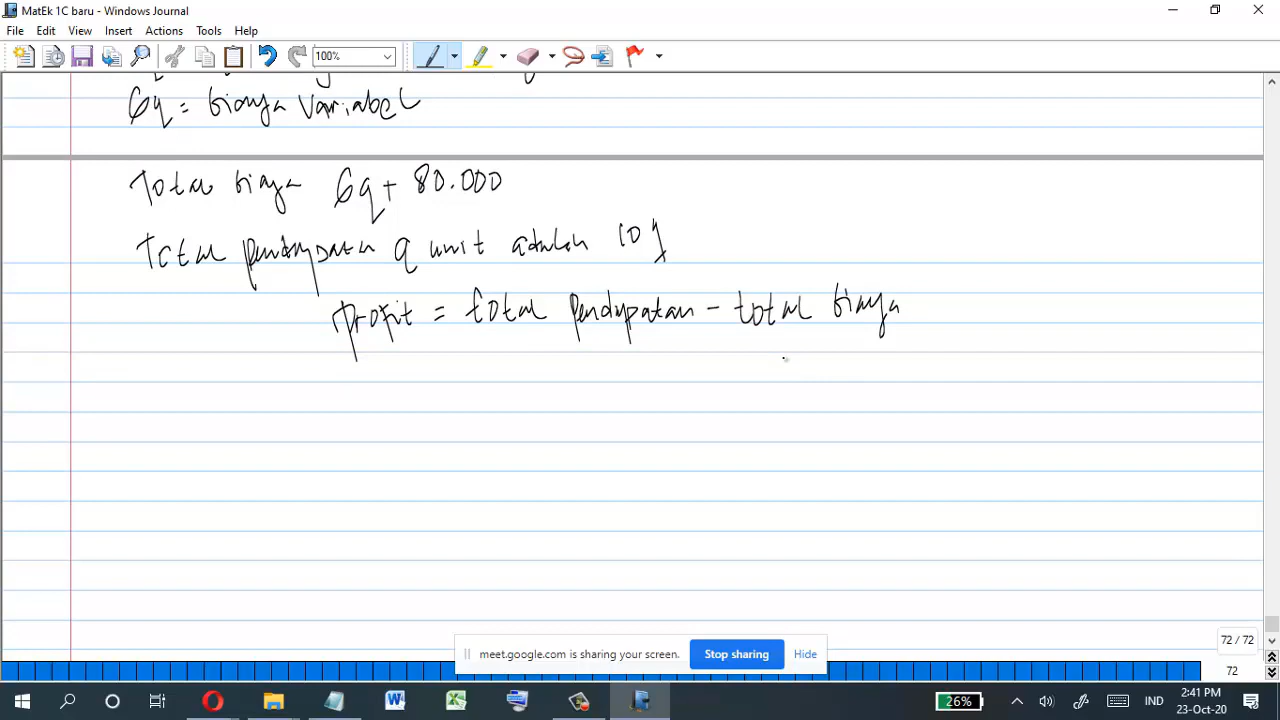 MatEk 1C baru - Windows Journal
File Edit View Insert Actions Tools Help
100%
6q = biaya variabel
Total biaya 6q + 80.000
Total pendapatan q unit adalah 10q
profit = total pendapatan - total biaya
72 / 72
meet.google.com is sharing your screen. Stop sharing Hide
72
26% IND 2:41 PM
23-Oct-20